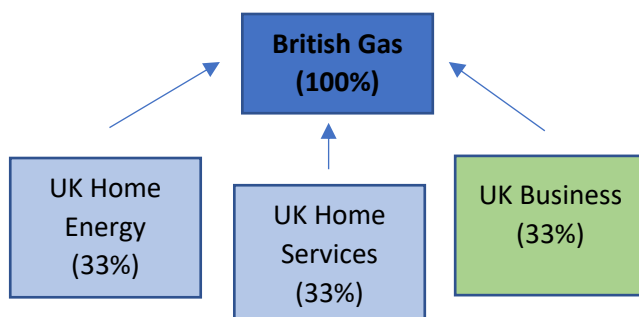 British Gas
(100%)
UK Home
Energy
(33%)
UK Home
Services
(33%)
UK Business
(33%)